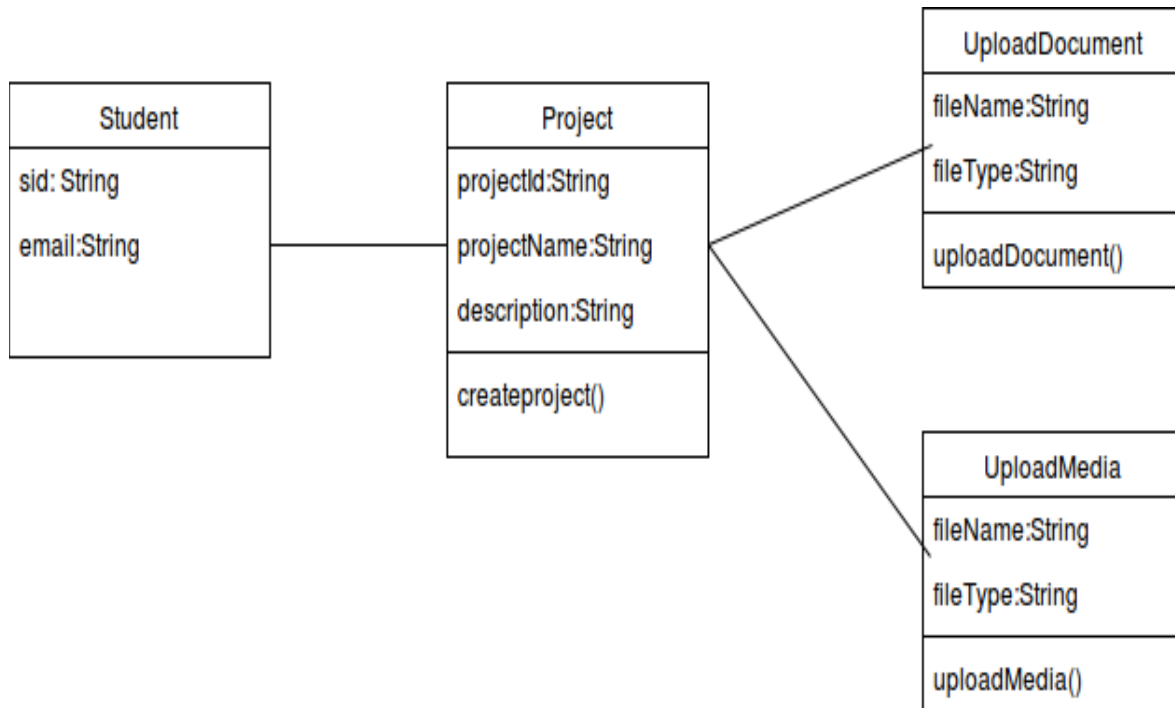 Student
sid: String
email:String
Project
projectId:String
projectName:String
description:String
createproject()
UploadDocument
fileName:String
fileType:String
uploadDocument()
UploadMedia
fileName:String
fileType:String
uploadMedia()